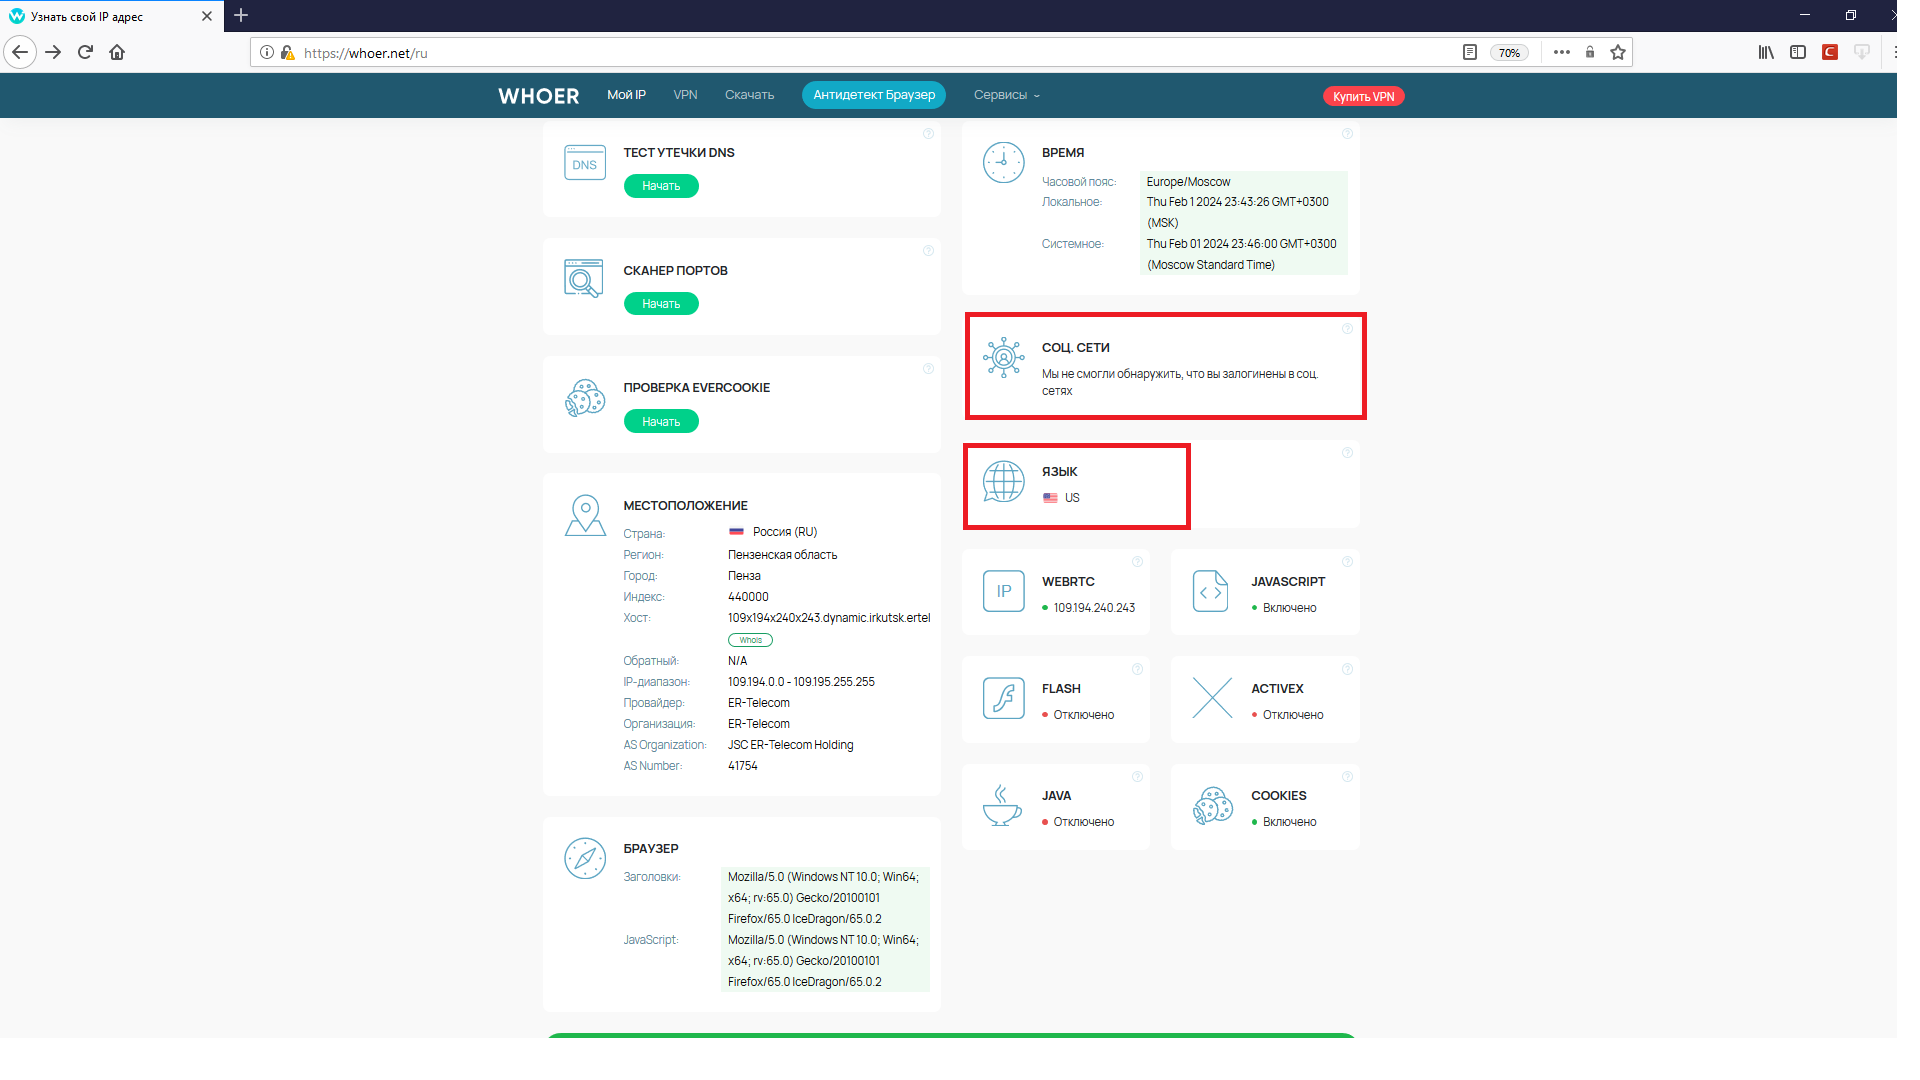 Узнать свой IP адрес
https://whoer.net/ru
70%
WHOER
Мой IP
VPN
Скачать
Антидетект Браузер
Сервисы
Купить VPN
DNS
ТЕСТ УТЕЧКИ DNS
Начать
СКАНЕР ПОРТОВ
Начать
ПРОВЕРКА EVERCOOKIE
Начать
МЕСТОПОЛОЖЕНИЕ
Страна: Россия (RU)
Регион: Пензенская область
Город: Пенза
Индекс: 440000
Хост: 109x194x240x243.dynamic.irkutsk.ertel
Whois
Обратный: N/A
IP-диапазон: 109.194.0.0 - 109.195.255.255
Провайдер: ER-Telecom
Организация: ER-Telecom
AS Organization: JSC ER-Telecom Holding
AS Number: 41754
БРАУЗЕР
Заголовки: Mozilla/5.0 (Windows NT 10.0; Win64;
x64; rv:65.0) Gecko/20100101
Firefox/65.0 IceDragon/65.0.2
JavaScript: Mozilla/5.0 (Windows NT 10.0; Win64;
x64; rv:65.0) Gecko/20100101
Firefox/65.0 IceDragon/65.0.2
ВРЕМЯ
Часовой пояс: Europe/Moscow
Локальное: Thu Feb 1 2024 23:43:26 GMT+0300
(MSK)
Системное: Thu Feb 01 2024 23:46:00 GMT+0300
(Moscow Standard Time)
СОЦ. СЕТИ
Мы не смогли обнаружить, что вы залогинены в соц.
сетях
ЯЗЫК
US
IP
WEBRTC
109.194.240.243
JAVASCRIPT
Включено
FLASH
Отключено
ACTIVEX
Отключено
JAVA
Отключено
COOKIES
Включено